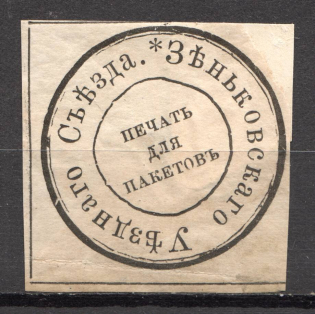 *Зѣньковскаго Уѣзднаго Съѣзда.
ПЕЧАТЬ
ДЛЯ
ПАКЕТОВЪ